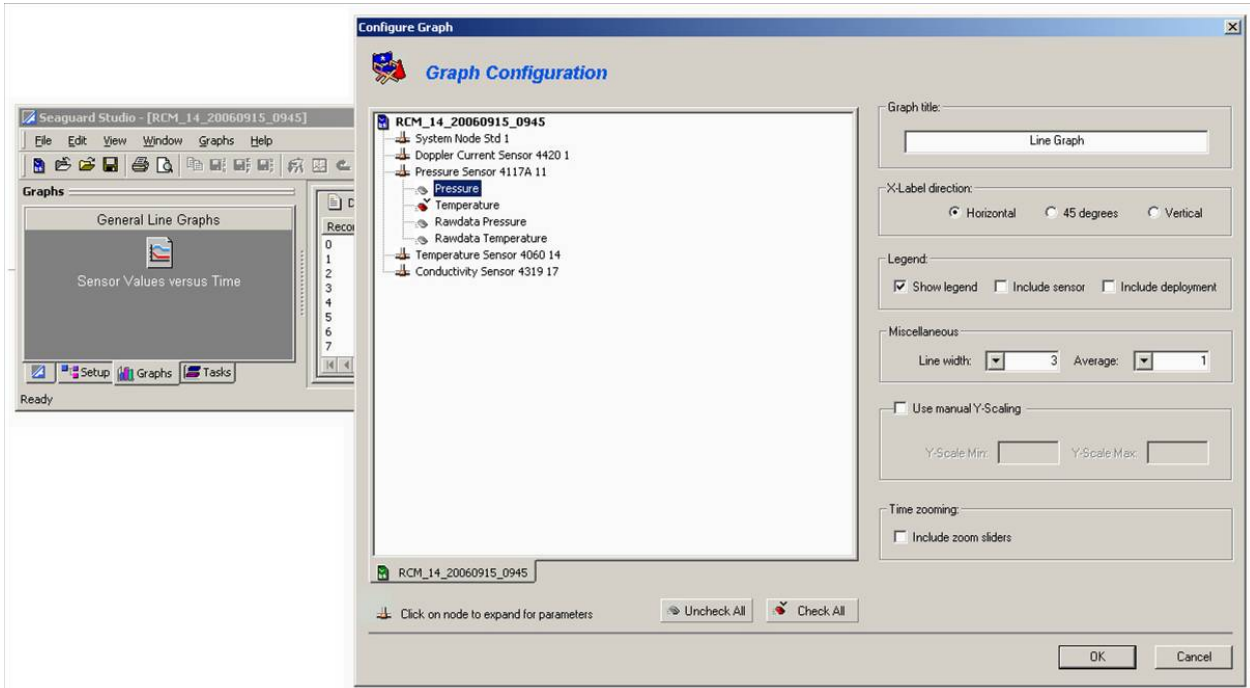 Seaguard Studio - [RCM_14_20060915_0945]
File Edit View Window Graphs Help
Graphs
General Line Graphs
Sensor Values versus Time
Setup Graphs Tasks
Ready
D
Recor
0
1
2
3
4
5
6
7
Configure Graph
Graph Configuration
RCM_14_20060915_0945
System Node Std 1
Doppler Current Sensor 4420 1
Pressure Sensor 4117A 11
Pressure
Temperature
Rawdata Pressure
Rawdata Temperature
Temperature Sensor 4060 14
Conductivity Sensor 4319 17
RCM_14_20060915_0945
Click on node to expand for parameters
Uncheck All
Check All
Graph title:
Line Graph
X-Label direction:
Horizontal 45 degrees Vertical
Legend:
Show legend Include sensor Include deployment
Miscellaneous
Line width: 3 Average: 1
Use manual Y-Scaling
Y-Scale Min: Y-Scale Max:
Time zooming:
Include zoom sliders
OK Cancel